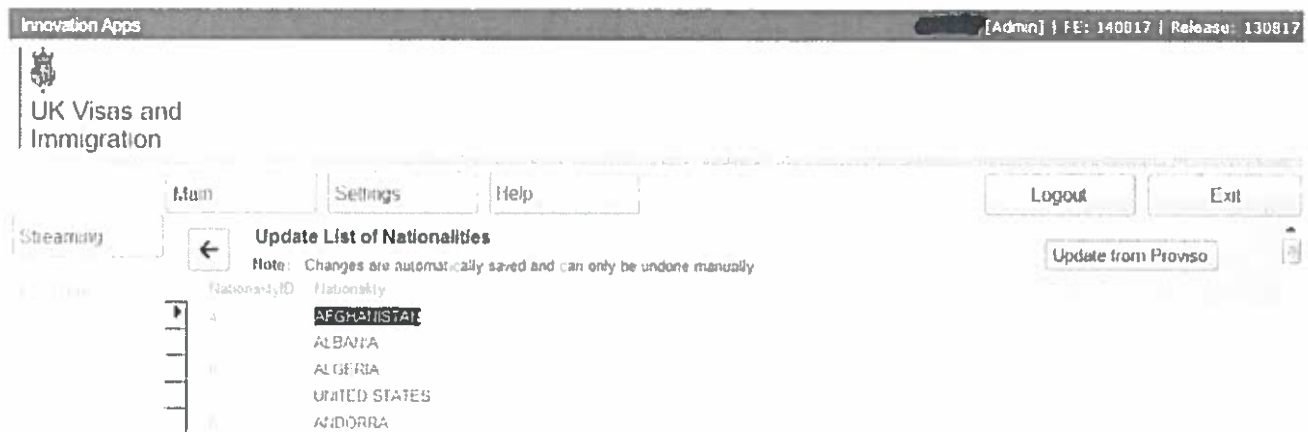 Innovation Apps [Admin] | FE: 140817 | Release: 130817
UK Visas and
Immigration
Main Settings Help Logout Exit
Streaming
Update List of Nationalities
Update from Proviso
Note: Changes are automatically saved and can only be undone manually
NationalityID Nationality
4 AFGHANISTAN
ALBANIA
ALGERIA
UNITED STATES
ANDORRA